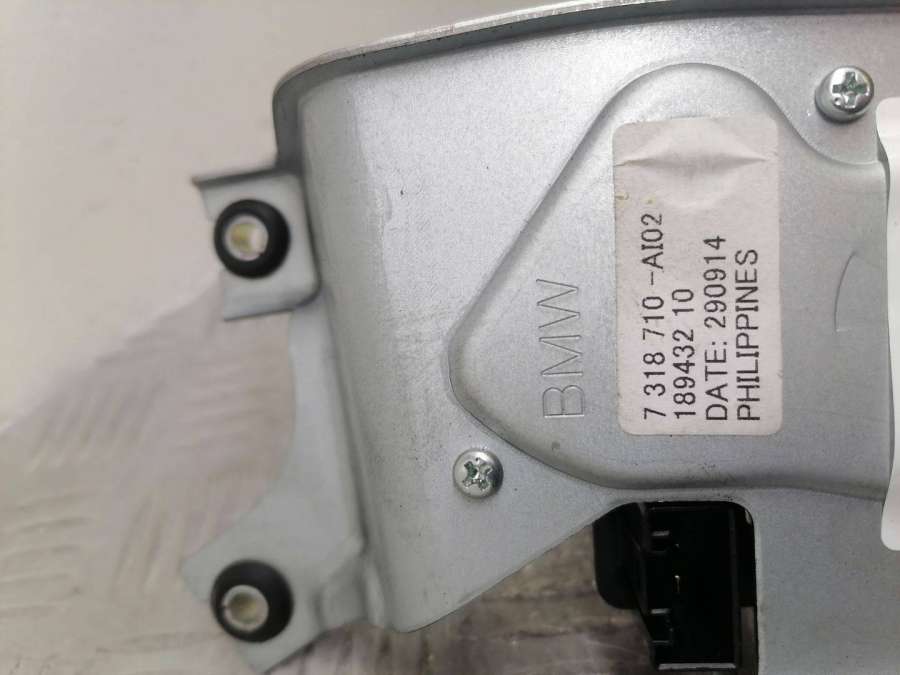 BMW
7 318 710 -AI02
189432 10
DATE: 290914
PHILIPPINES